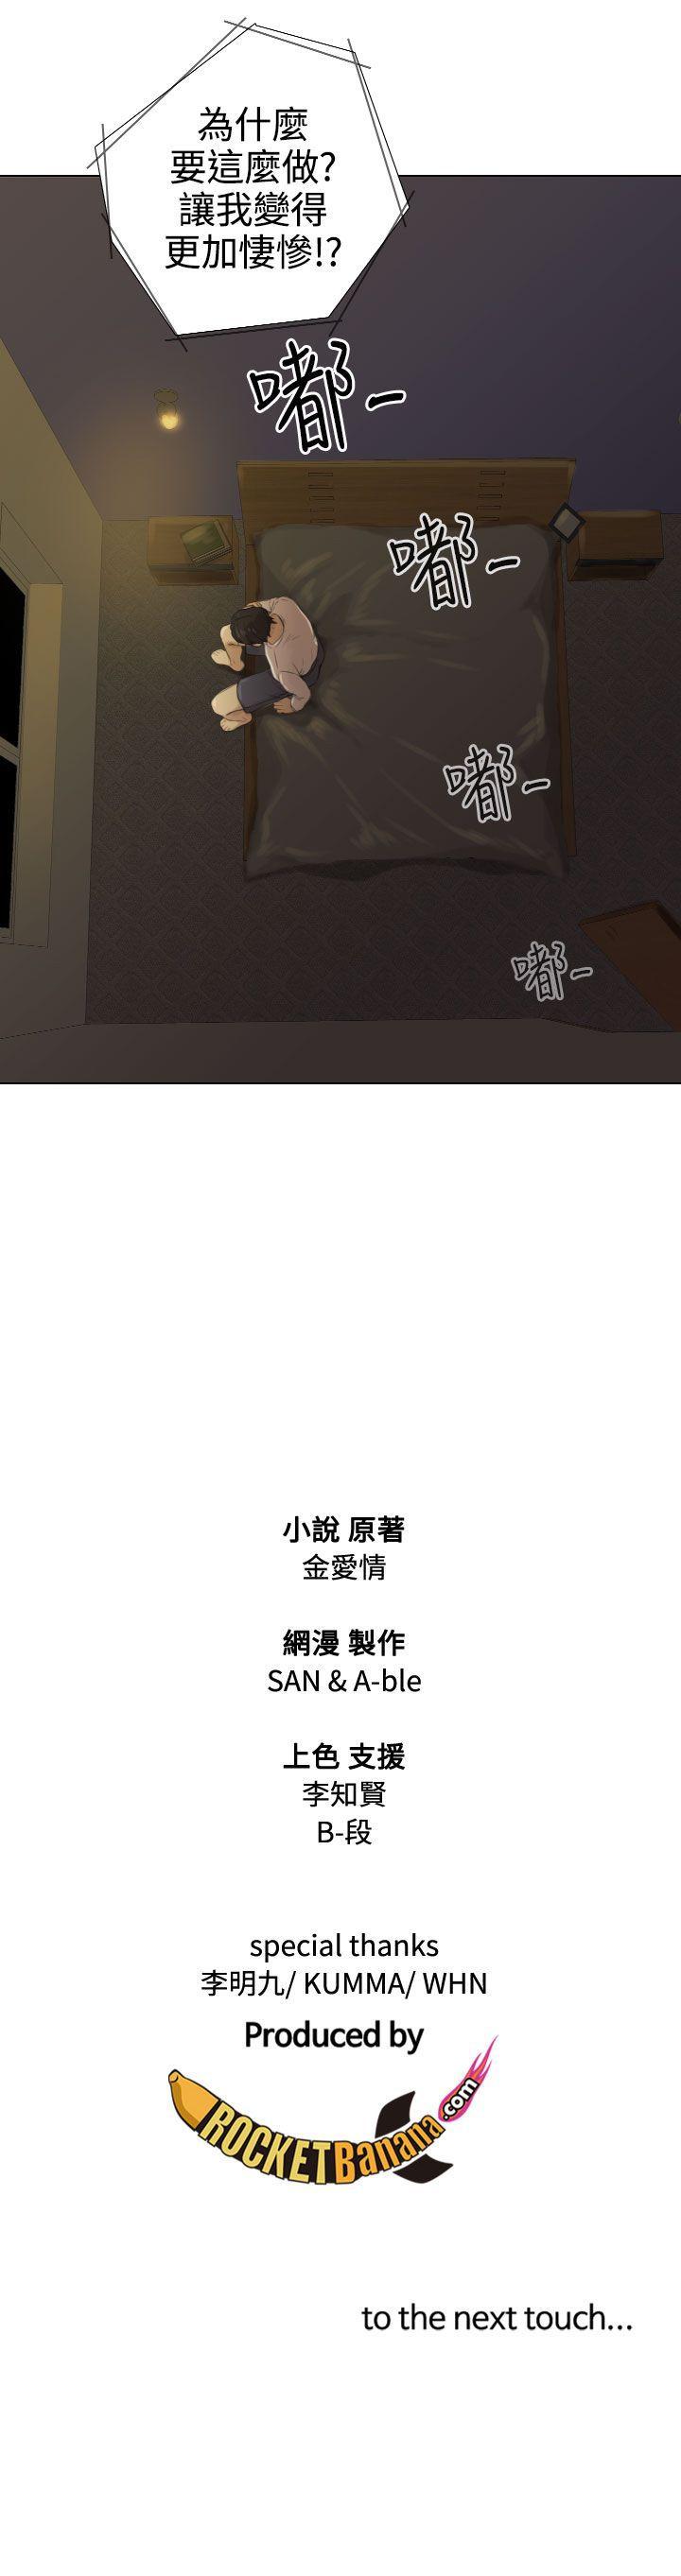 為什麼
要這麼做?
讓我變得
更加悽慘!?
嘟-
嘟-
嘟-
嘟-
小說 原著
金愛情
網漫 製作
SAN & A-ble
上色 支援
李知賢
B-段
special thanks
李明九/ KUMMA/ WHN
Produced by
ROCKETBanana.com
to the next touch...